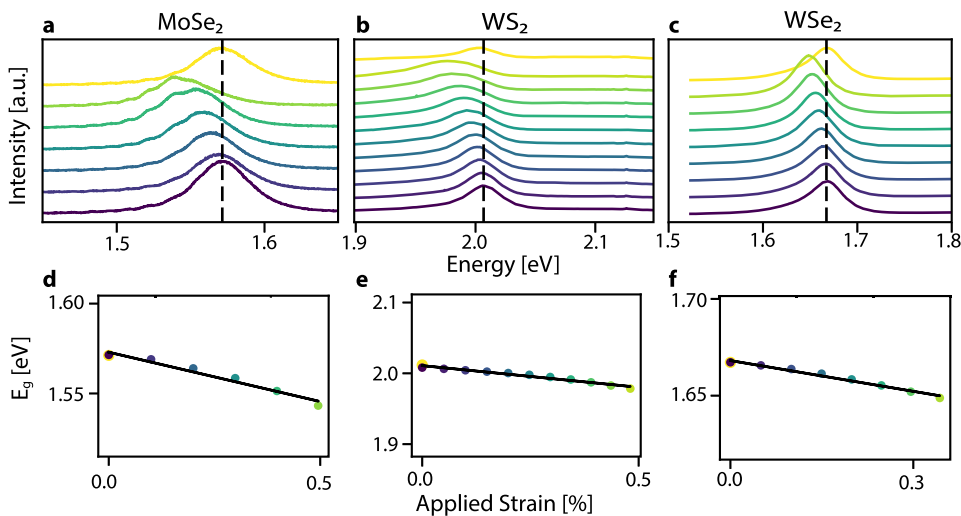 a MoSe₂ b WS₂ c WSe₂
Intensity [a.u.]
1.5 1.6 1.9 2.0 2.1 1.5 1.6 1.7 1.8
Energy [eV]
d e f
E_g [eV]
1.60
1.55
2.1
2.0
1.9
1.70
1.65
0.0 0.5 0.0 0.5 0.0 0.3
Applied Strain [%]